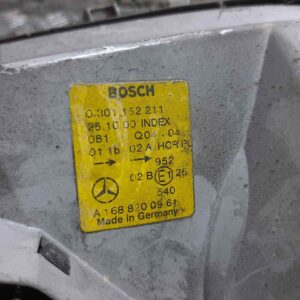 BOSCH
0 301 152 211
25 10 00 INDEX
081 Q04 - 04
01 1b 02 A HCR PL
952
02 B E1 25
540
A 168 820 09 61
Made in Germany